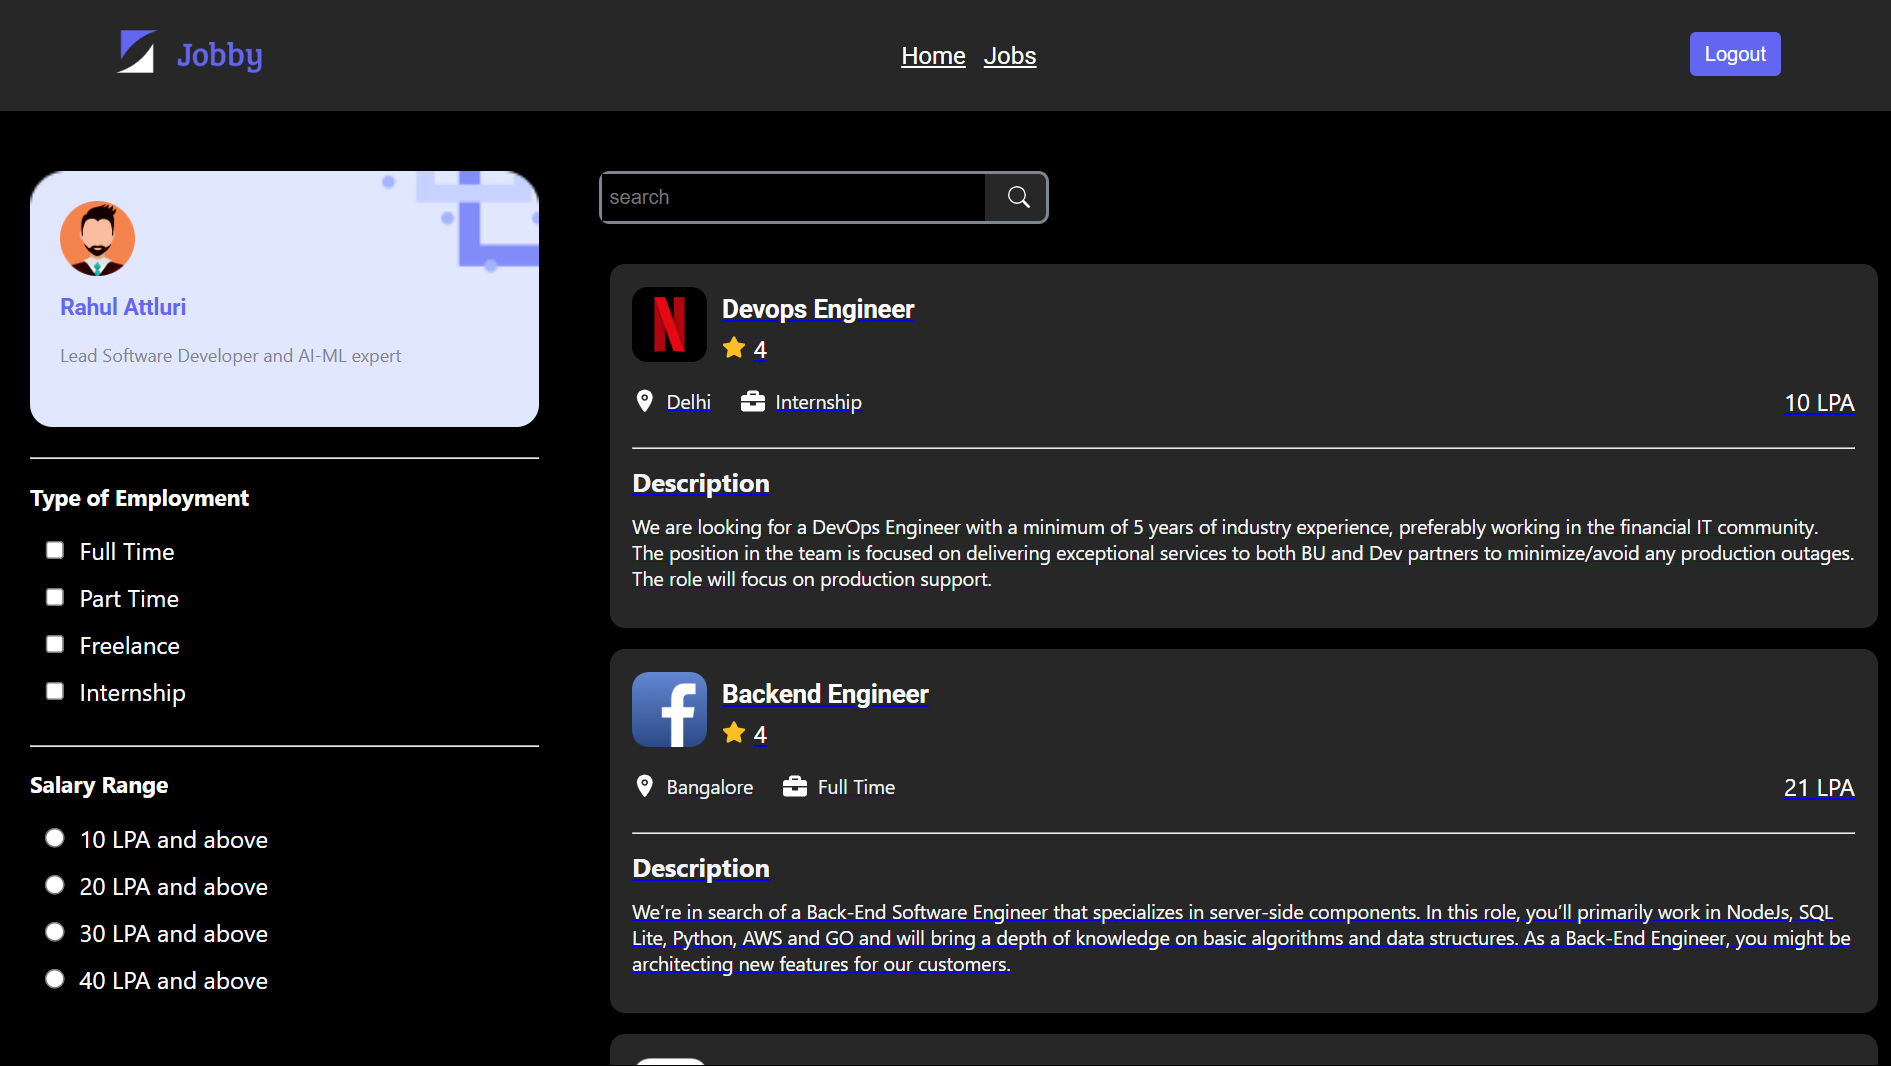 Jobby
Home Jobs
Logout
Rahul Attluri
Lead Software Developer and AI-ML expert
Type of Employment
Full Time
Part Time
Freelance
Internship
Salary Range
10 LPA and above
20 LPA and above
30 LPA and above
40 LPA and above
search
N
Devops Engineer
4
Delhi Internship 10 LPA
Description
We are looking for a DevOps Engineer with a minimum of 5 years of industry experience, preferably working in the financial IT community.
The position in the team is focused on delivering exceptional services to both BU and Dev partners to minimize/avoid any production outages.
The role will focus on production support.
f
Backend Engineer
4
Bangalore Full Time 21 LPA
Description
We’re in search of a Back-End Software Engineer that specializes in server-side components. In this role, you’ll primarily work in NodeJs, SQL
Lite, Python, AWS and GO and will bring a depth of knowledge on basic algorithms and data structures. As a Back-End Engineer, you might be
architecting new features for our customers.